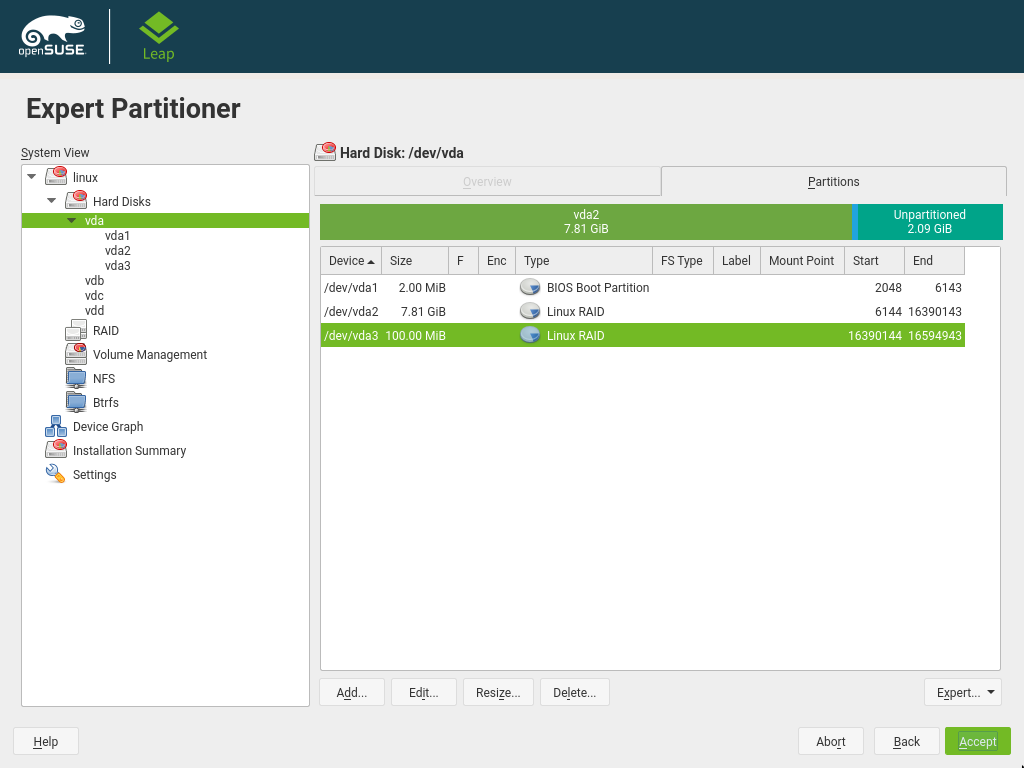 openSUSE.
Leap
Expert Partitioner
System View
linux
Hard Disks
vda
vda1
vda2
vda3
vdb
vdc
vdd
RAID
Volume Management
NFS
Btrfs
Device Graph
Installation Summary
Settings
Hard Disk: /dev/vda
Overview
Partitions
vda2
7.81 GiB
Unpartitioned
2.09 GiB
Device Size F Enc Type FS Type Label Mount Point Start End
/dev/vda1 2.00 MiB BIOS Boot Partition 2048 6143
/dev/vda2 7.81 GiB Linux RAID 6144 16390143
/dev/vda3 100.00 MiB Linux RAID 16390144 16594943
Add... Edit... Resize... Delete... Expert...
Help Abort Back Accept